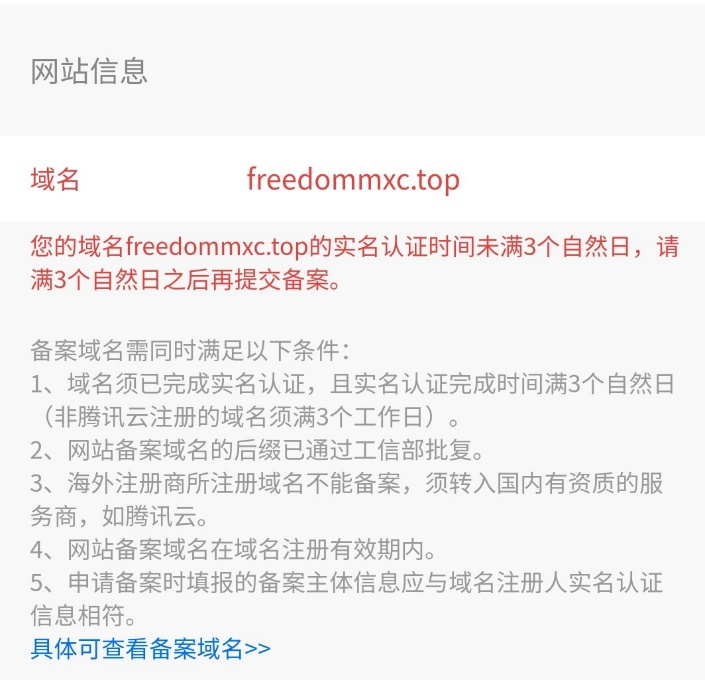 网站信息
域名 freedommxc.top
您的域名freedommxc.top的实名认证时间未满3个自然日，请
满3个自然日之后再提交备案。
备案域名需同时满足以下条件：
1、域名须已完成实名认证，且实名认证完成时间满3个自然日
（非腾讯云注册的域名须满3个工作日）。
2、网站备案域名的后缀已通过工信部批复。
3、海外注册商所注册域名不能备案，须转入国内有资质的服
务商，如腾讯云。
4、网站备案域名在域名注册有效期内。
5、申请备案时填报的备案主体信息应与域名注册人实名认证
信息相符。
具体可查看备案域名>>